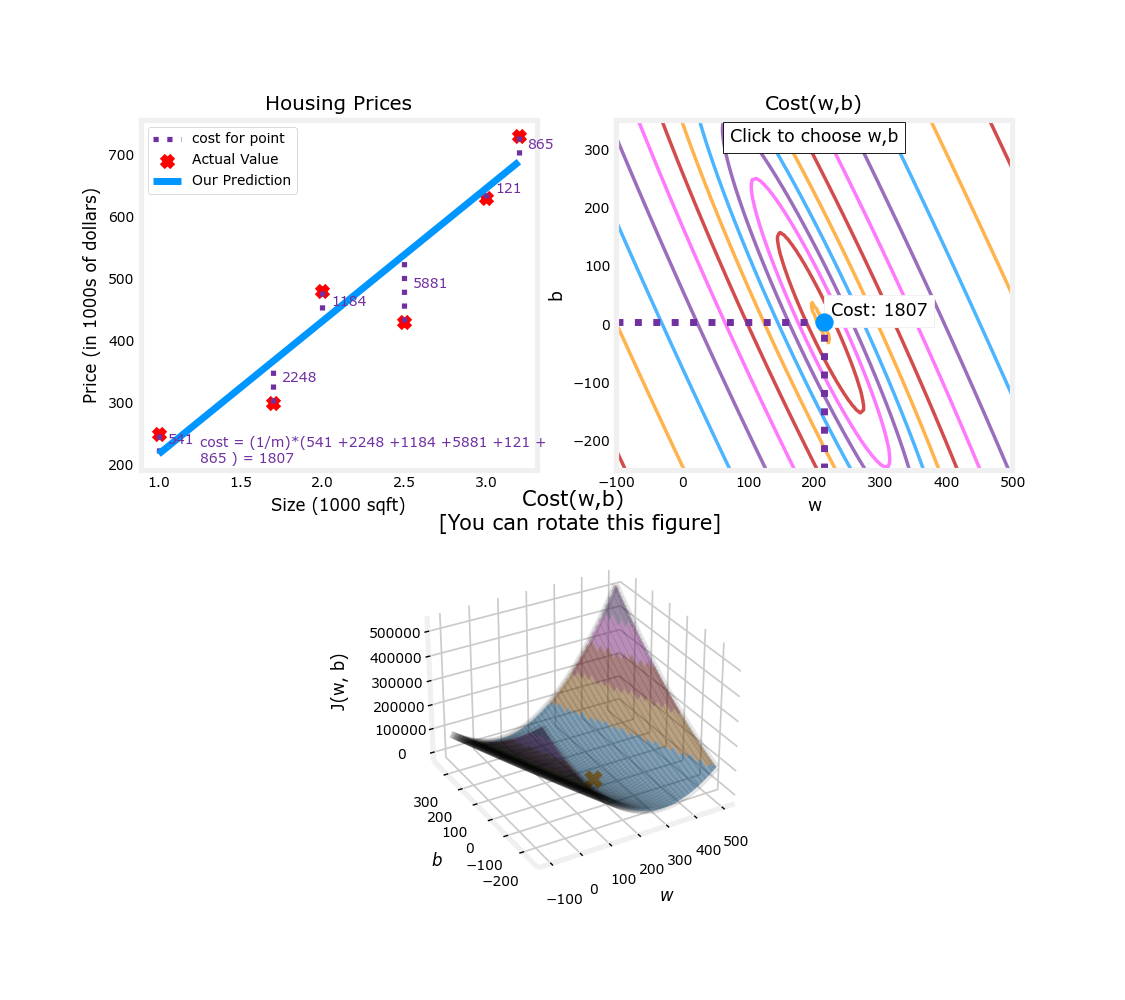 Housing Prices
cost for point
Actual Value
Our Prediction
Price (in 1000s of dollars)
700
600
500
400
300
200
865
121
5881
1184
2248
541
cost = (1/m)*(541 +2248 +1184 +5881 +121 +
865 ) = 1807
1.0
1.5
2.0
2.5
3.0
Size (1000 sqft)
Cost(w,b)
Click to choose w,b
b
300
200
100
0
−100
−200
Cost: 1807
−100
0
100
200
300
400
500
w
Cost(w,b)
[You can rotate this figure]
J(w, b)
500000
400000
300000
200000
100000
0
300
200
100
0
−100
−200
b
−100
0
100
200
300
400
500
w